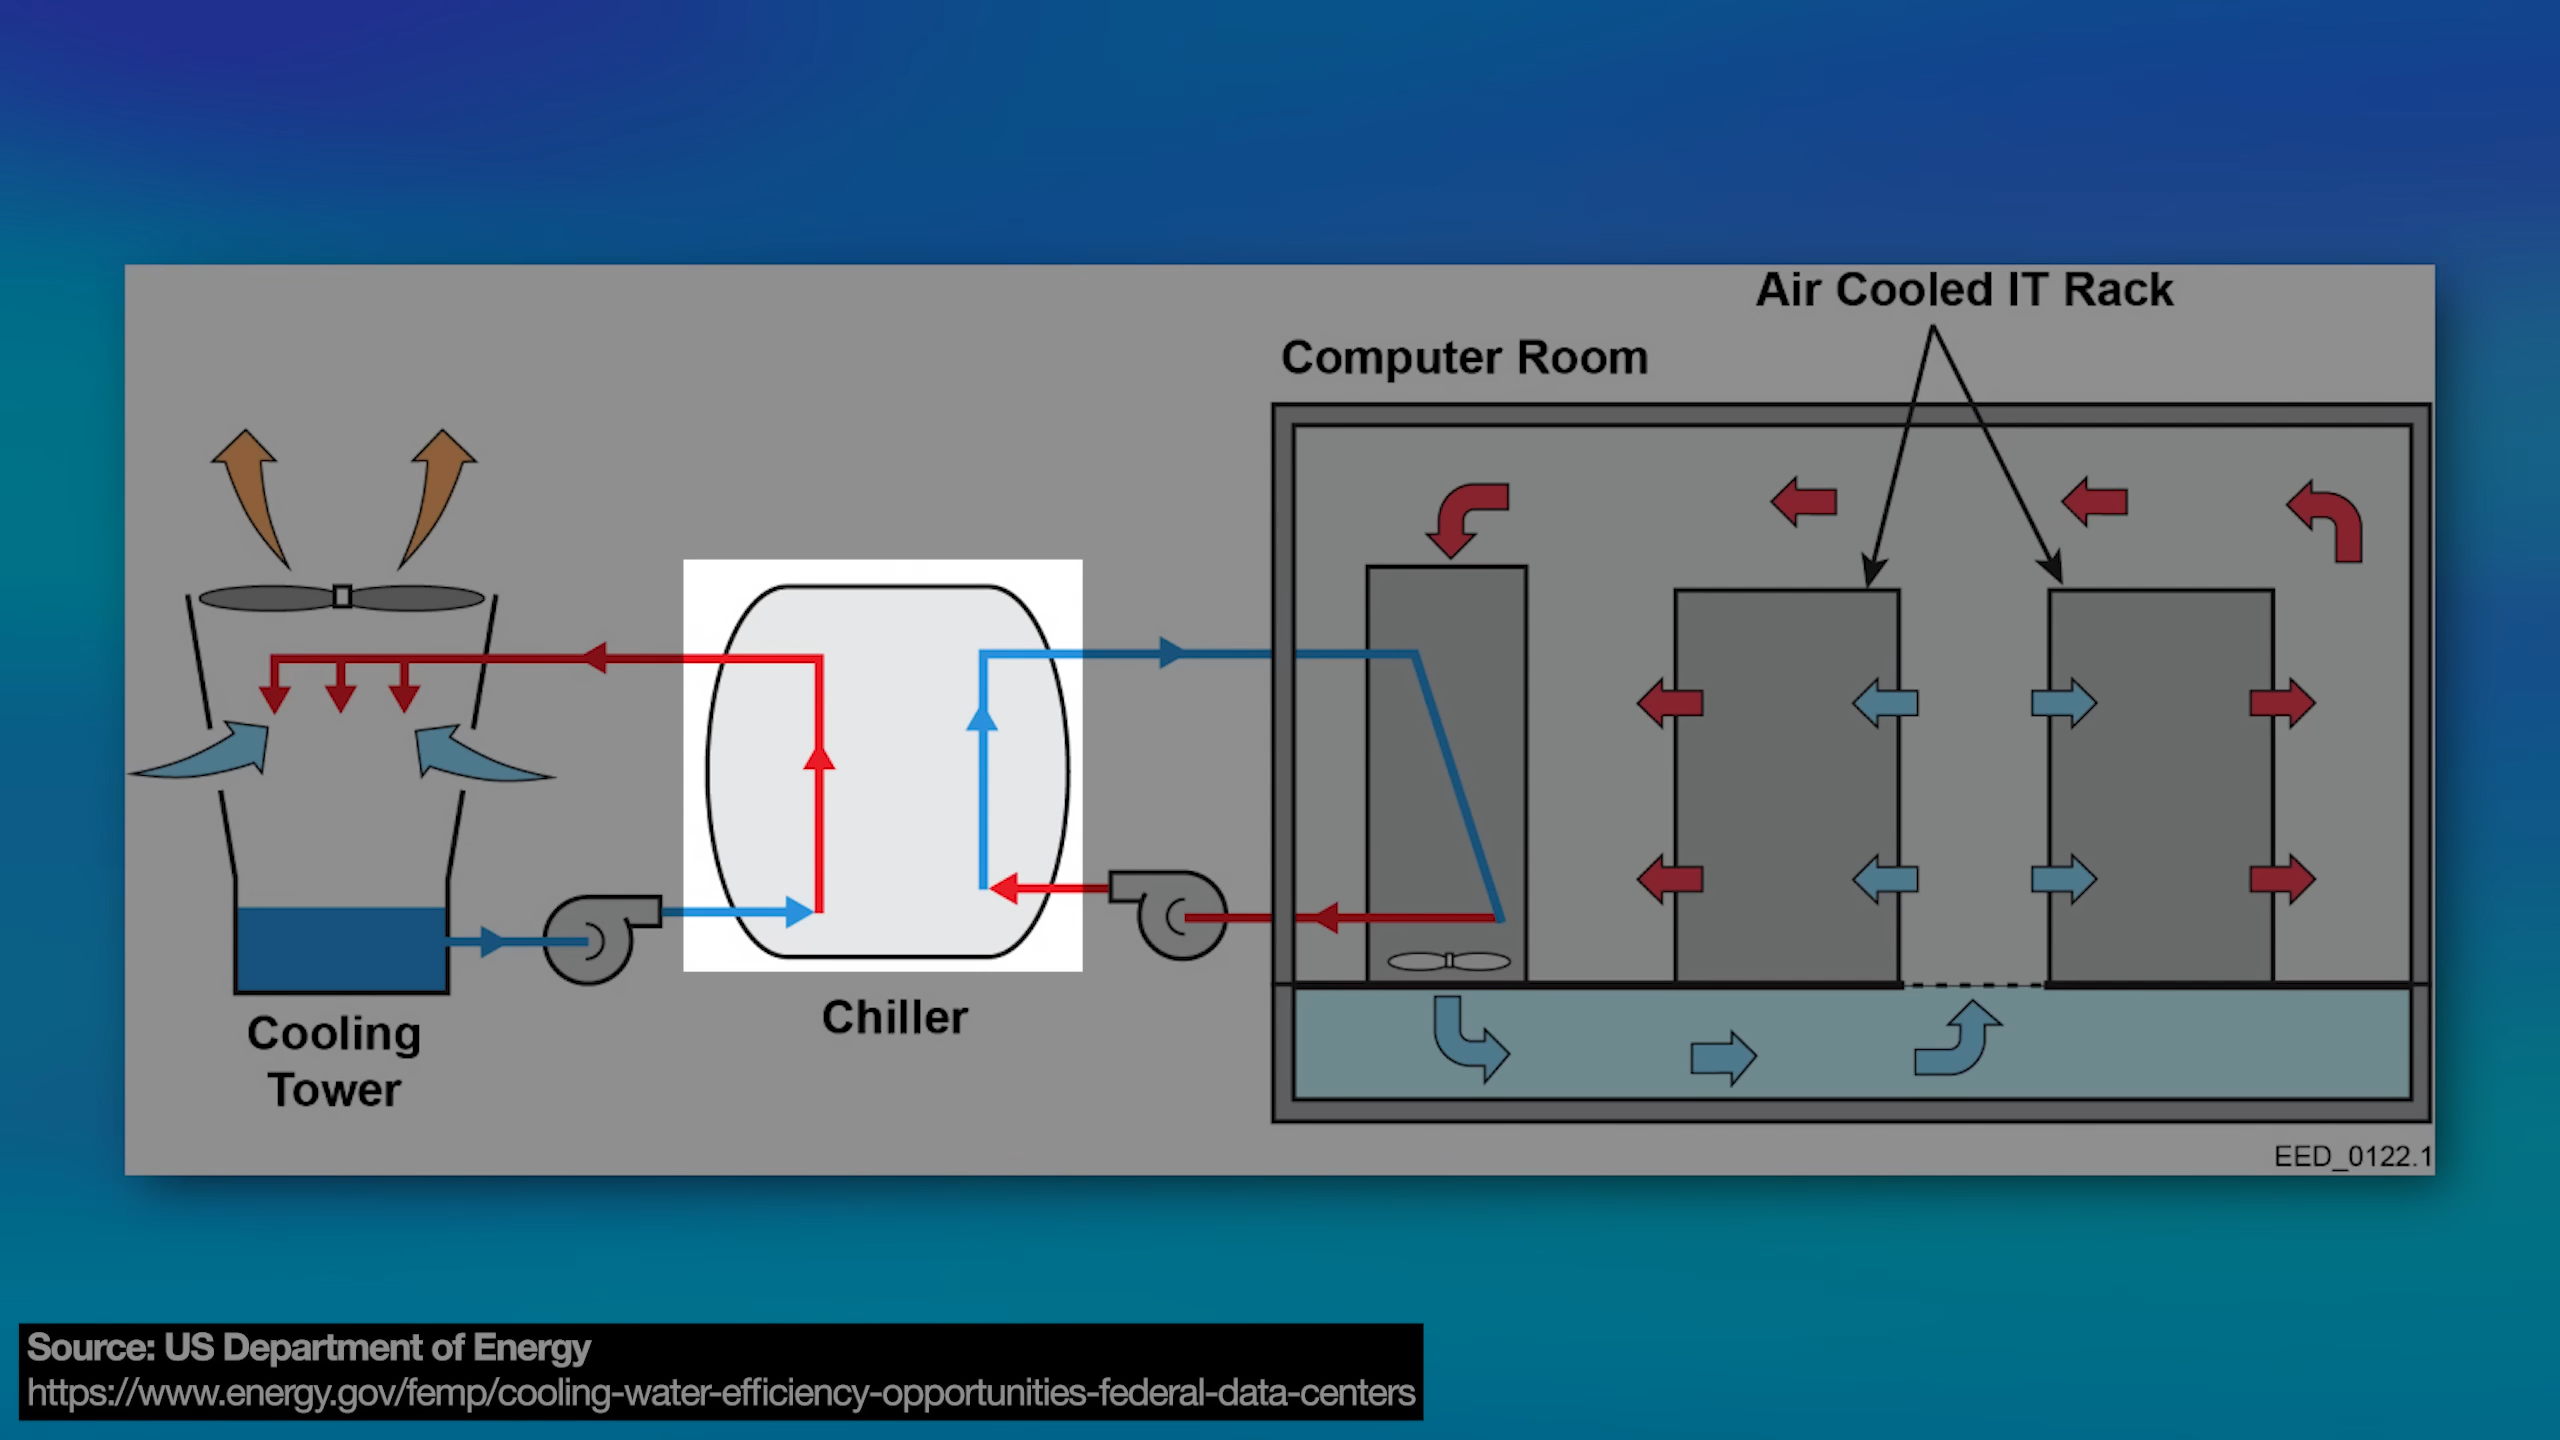 Air Cooled IT Rack
Computer Room
Chiller
Cooling
Tower
EED_0122.1
Source: US Department of Energy
https://www.energy.gov/femp/cooling-water-efficiency-opportunities-federal-data-centers